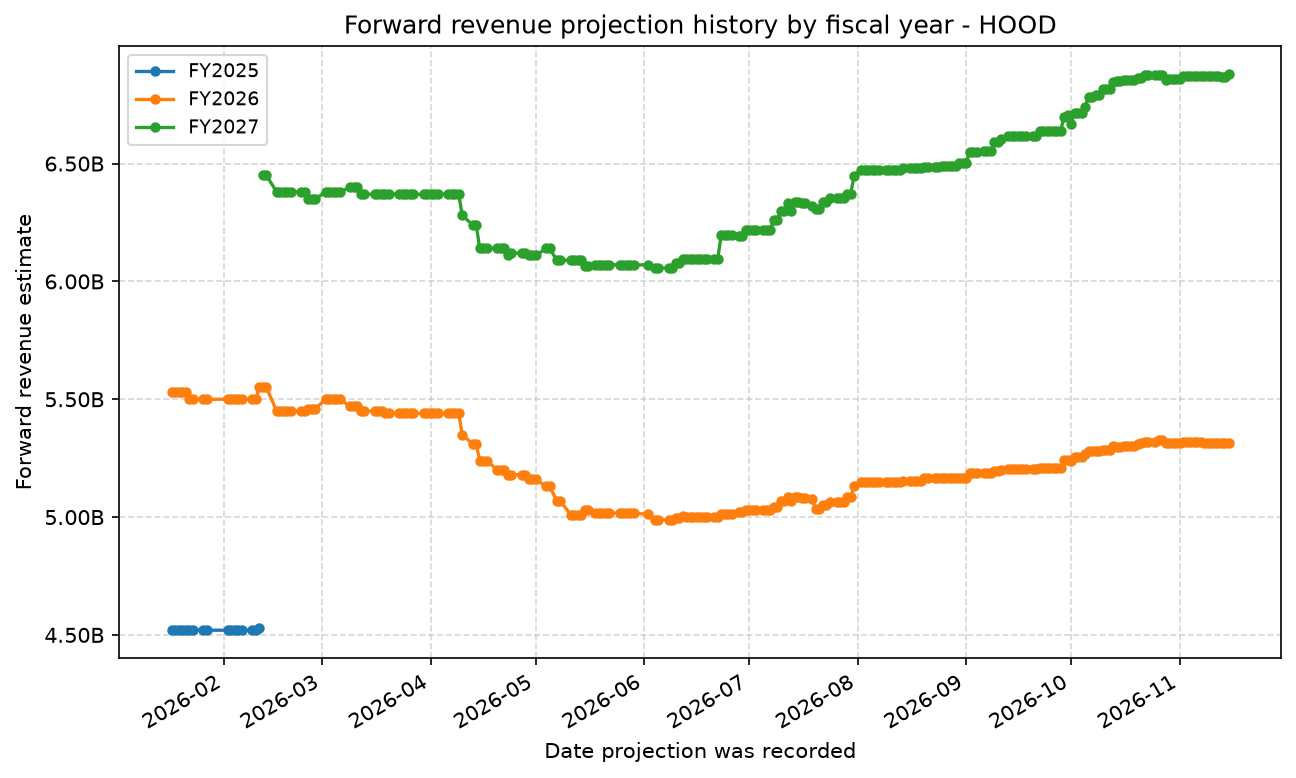 Forward revenue projection history by fiscal year - HOOD
FY2025
FY2026
FY2027
Forward revenue estimate
6.50B
6.00B
5.50B
5.00B
4.50B
2026-02
2026-03
2026-04
2026-05
2026-06
2026-07
2026-08
2026-09
2026-10
2026-11
Date projection was recorded